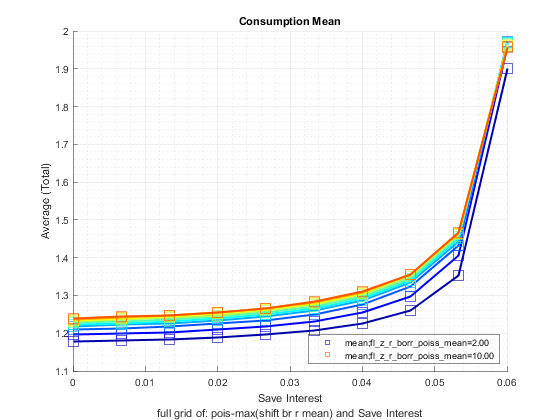 Consumption Mean
2
1.9
1.8
1.7
1.6
1.5
1.4
1.3
1.2
1.1
Average (Total)
mean;fl_z_r_borr_poiss_mean=2.00
mean;fl_z_r_borr_poiss_mean=10.00
0 0.01 0.02 0.03 0.04 0.05 0.06
Save Interest
full grid of: pois-max(shift br r mean) and Save Interest